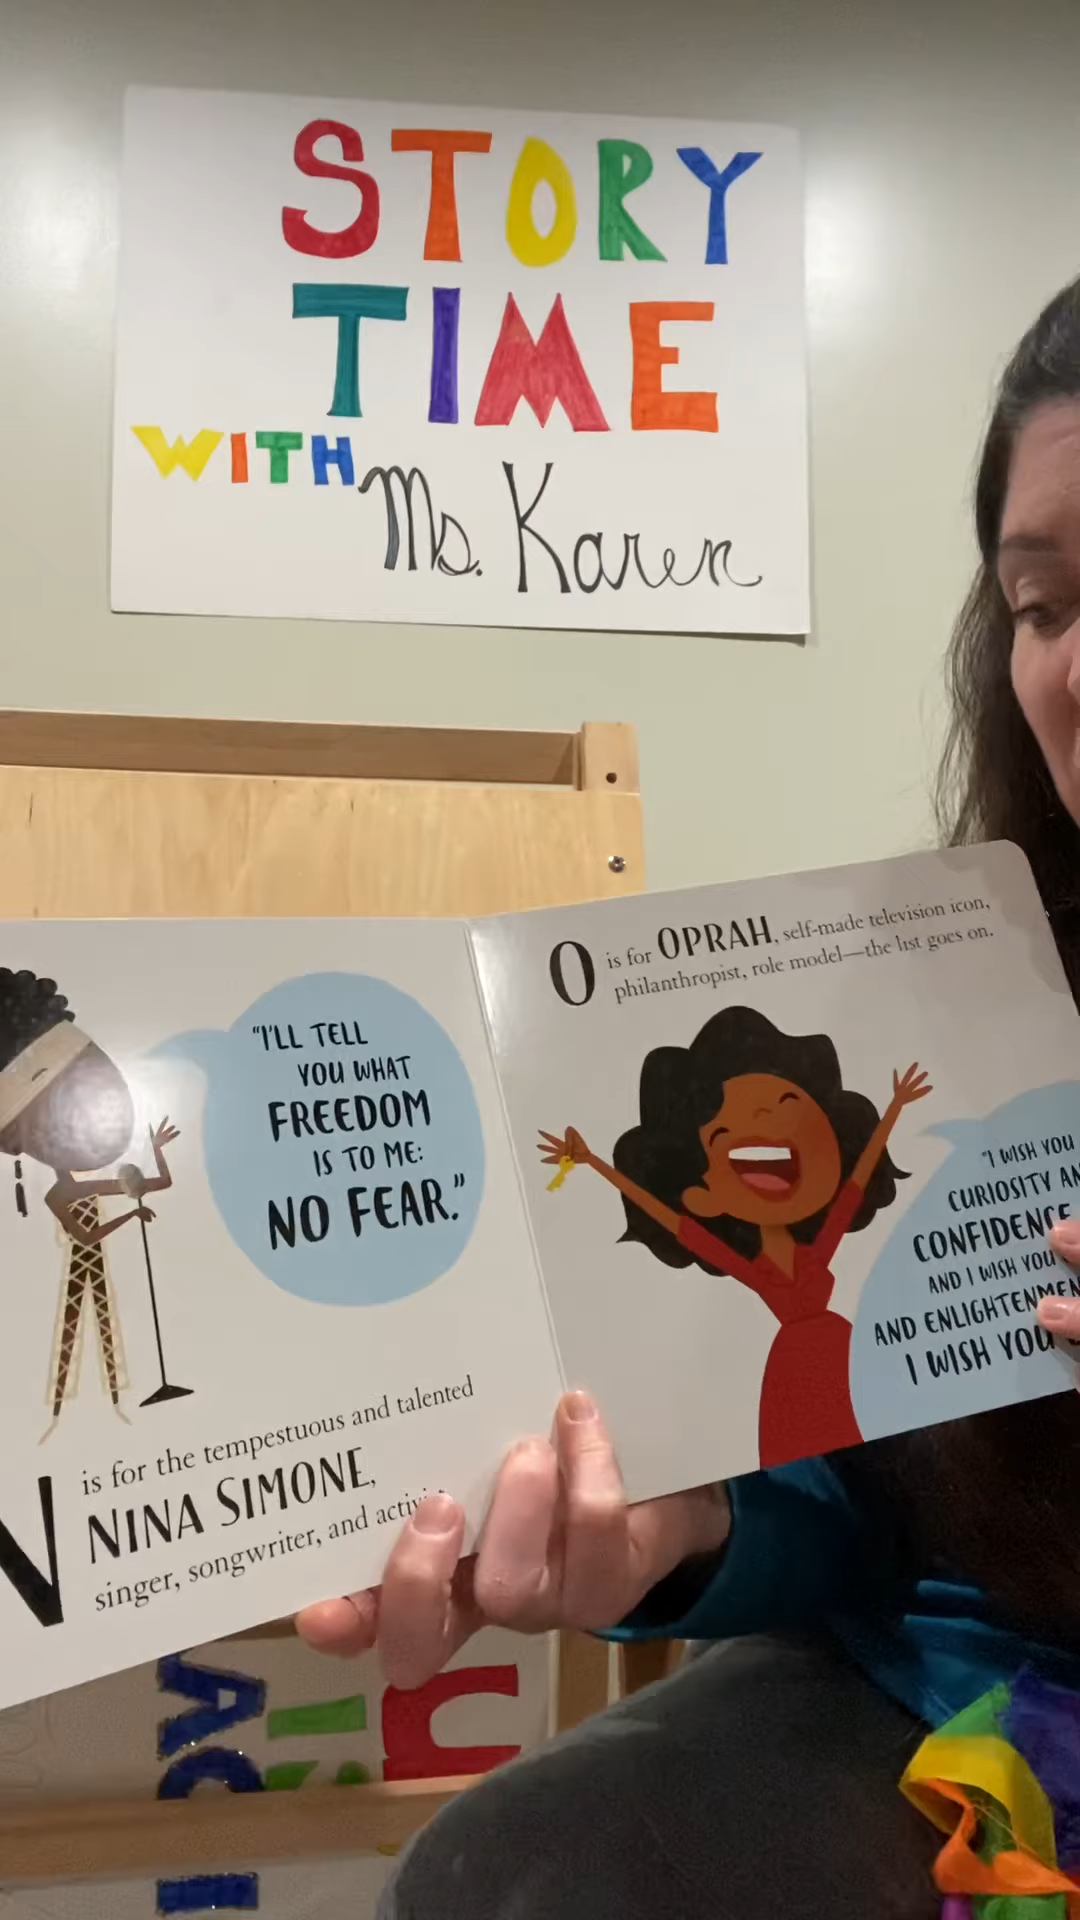 STORY
TIME
WITH Ms. Karen
"I'LL TELL
YOU WHAT
FREEDOM
IS TO ME:
NO FEAR."
N is for the tempestuous and talented
NINA SIMONE,
singer, songwriter, and
O is for OPRAH, self-made television icon,
philanthropist, role model—the list goes on.
"I WISH YOU
CURIOSITY
CONFIDENCE
AND I WISH YOU
AND ENLIGHTENMEN
I WISH YOU